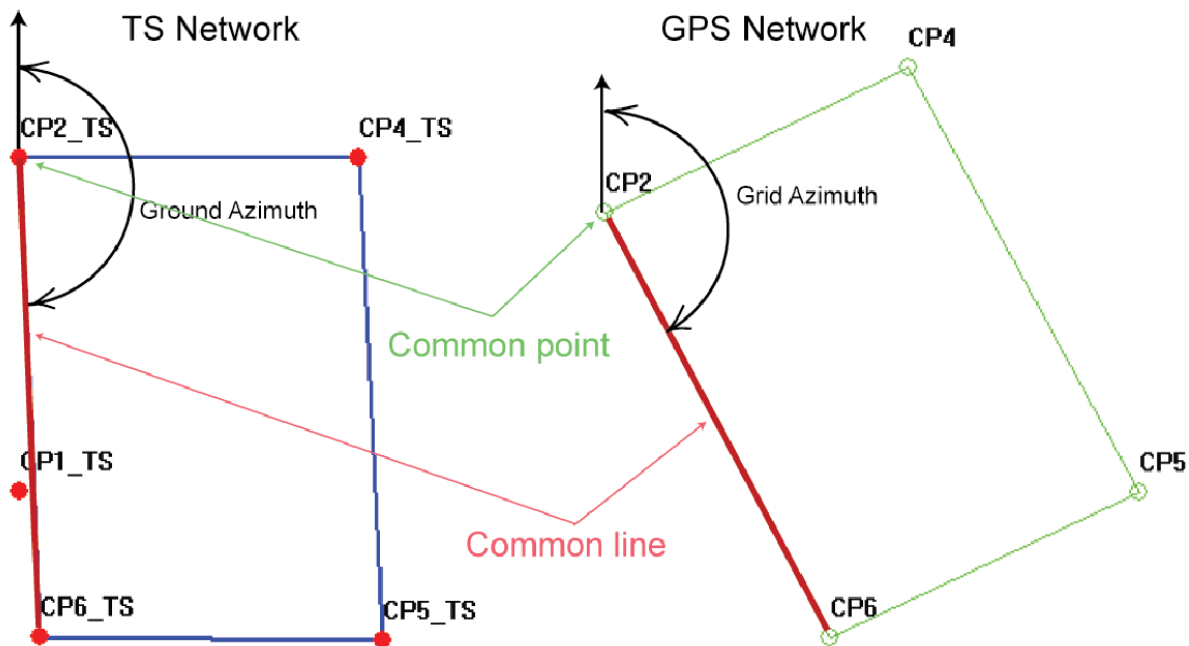 TS Network
GPS Network
CP4
CP2_TS
CP4_TS
CP2
Grid Azimuth
Ground Azimuth
Common point
CP1_TS
CP5
Common line
CP6_TS
CP5_TS
CP6